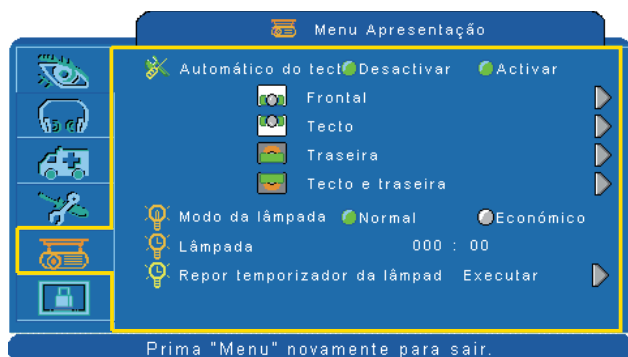 Menu Apresentação
Automático do tect Desactivar Activar
Frontal
Tecto
Traseira
Tecto e traseira
Modo da lâmpada Normal Económico
Lâmpada 000 : 00
Repor temporizador da lâmpad Executar
Prima "Menu" novamente para sair.